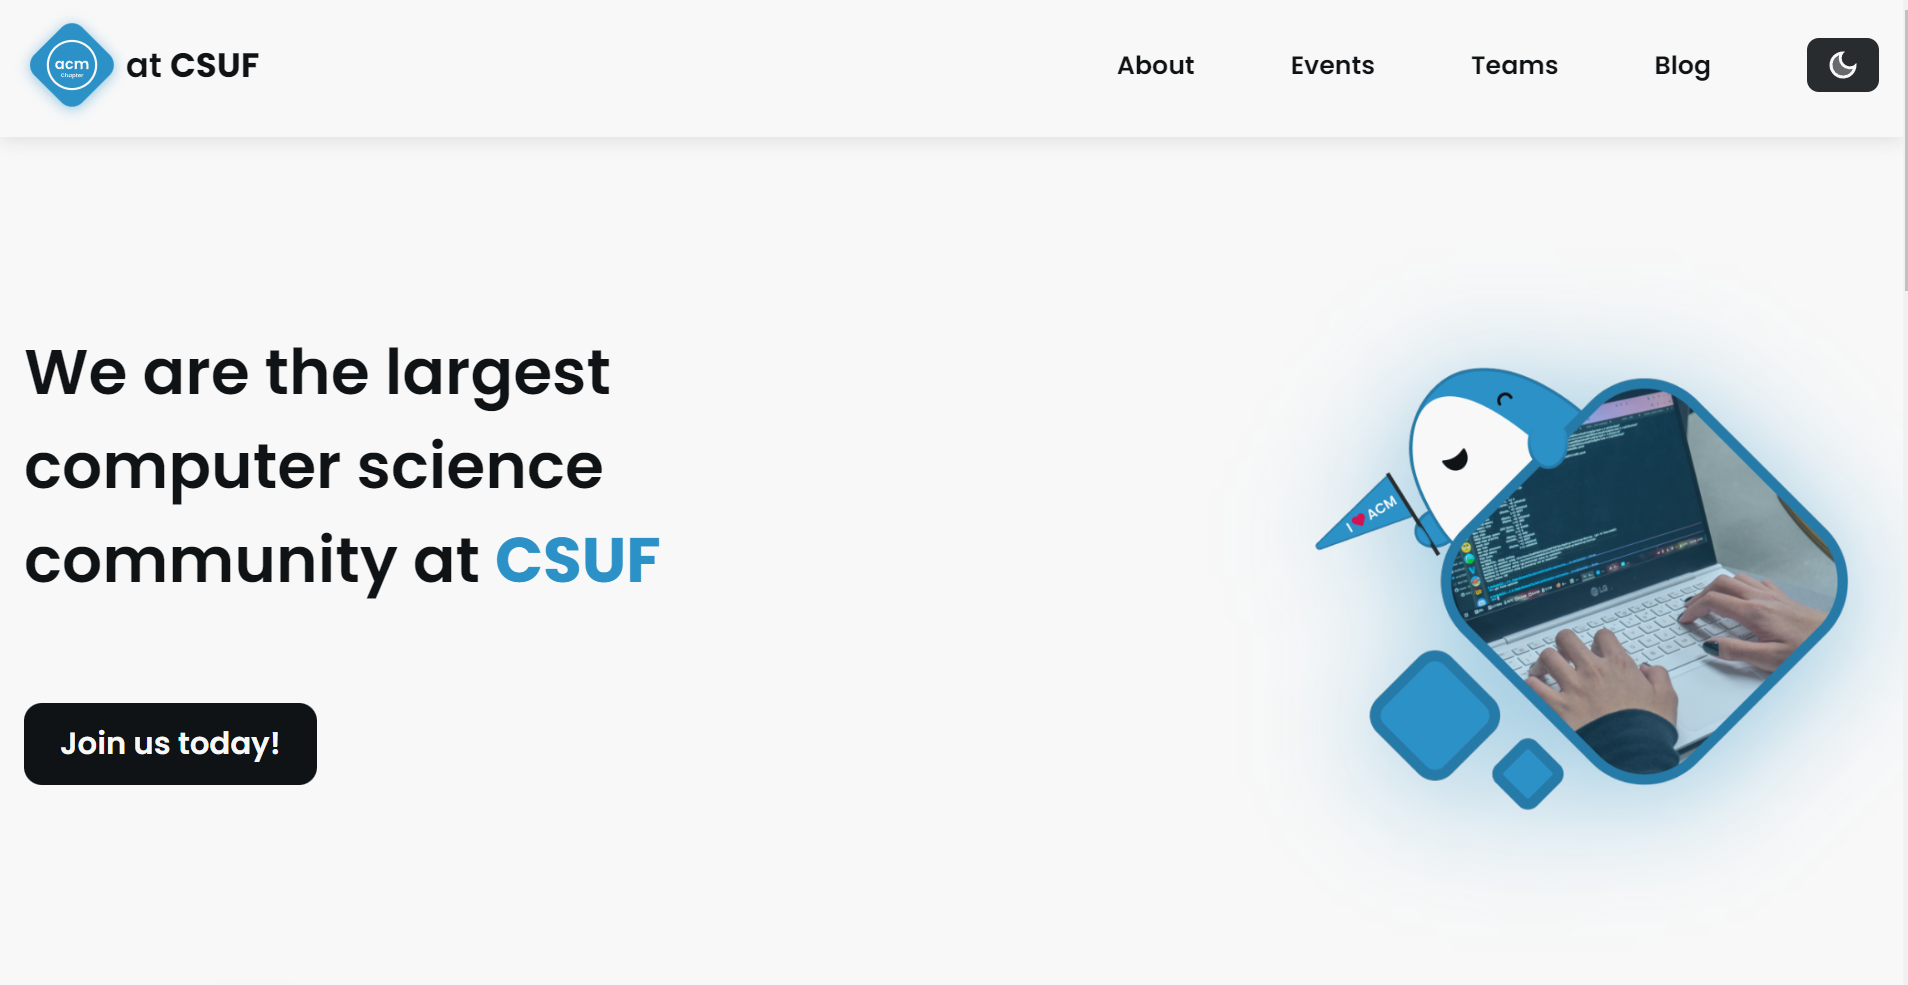 acm
Chapter
at CSUF
About
Events
Teams
Blog
We are the largest
computer science
community at CSUF
Join us today!
I ❤ ACM
LG